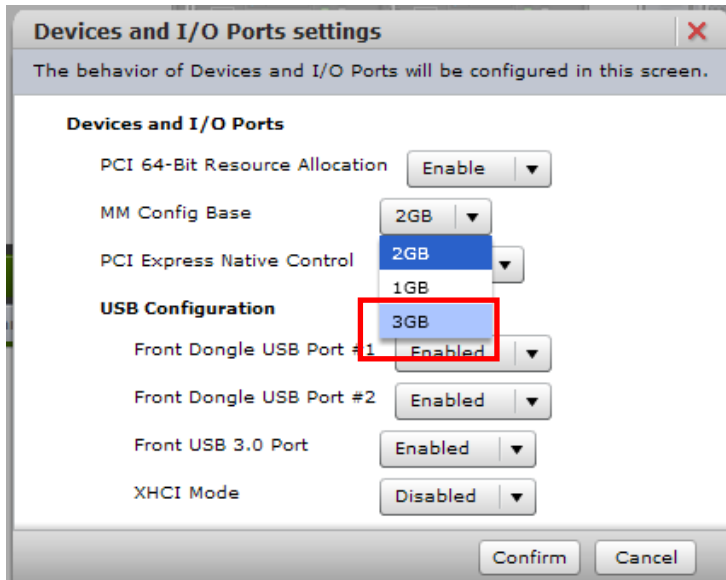 Devices and I/O Ports settings
The behavior of Devices and I/O Ports will be configured in this screen.
Devices and I/O Ports
PCI 64-Bit Resource Allocation Enable
MM Config Base 2GB
2GB
PCI Express Native Control
1GB
USB Configuration
3GB
Front Dongle USB Port #1 Enabled
Front Dongle USB Port #2 Enabled
Front USB 3.0 Port Enabled
XHCI Mode Disabled
Confirm Cancel